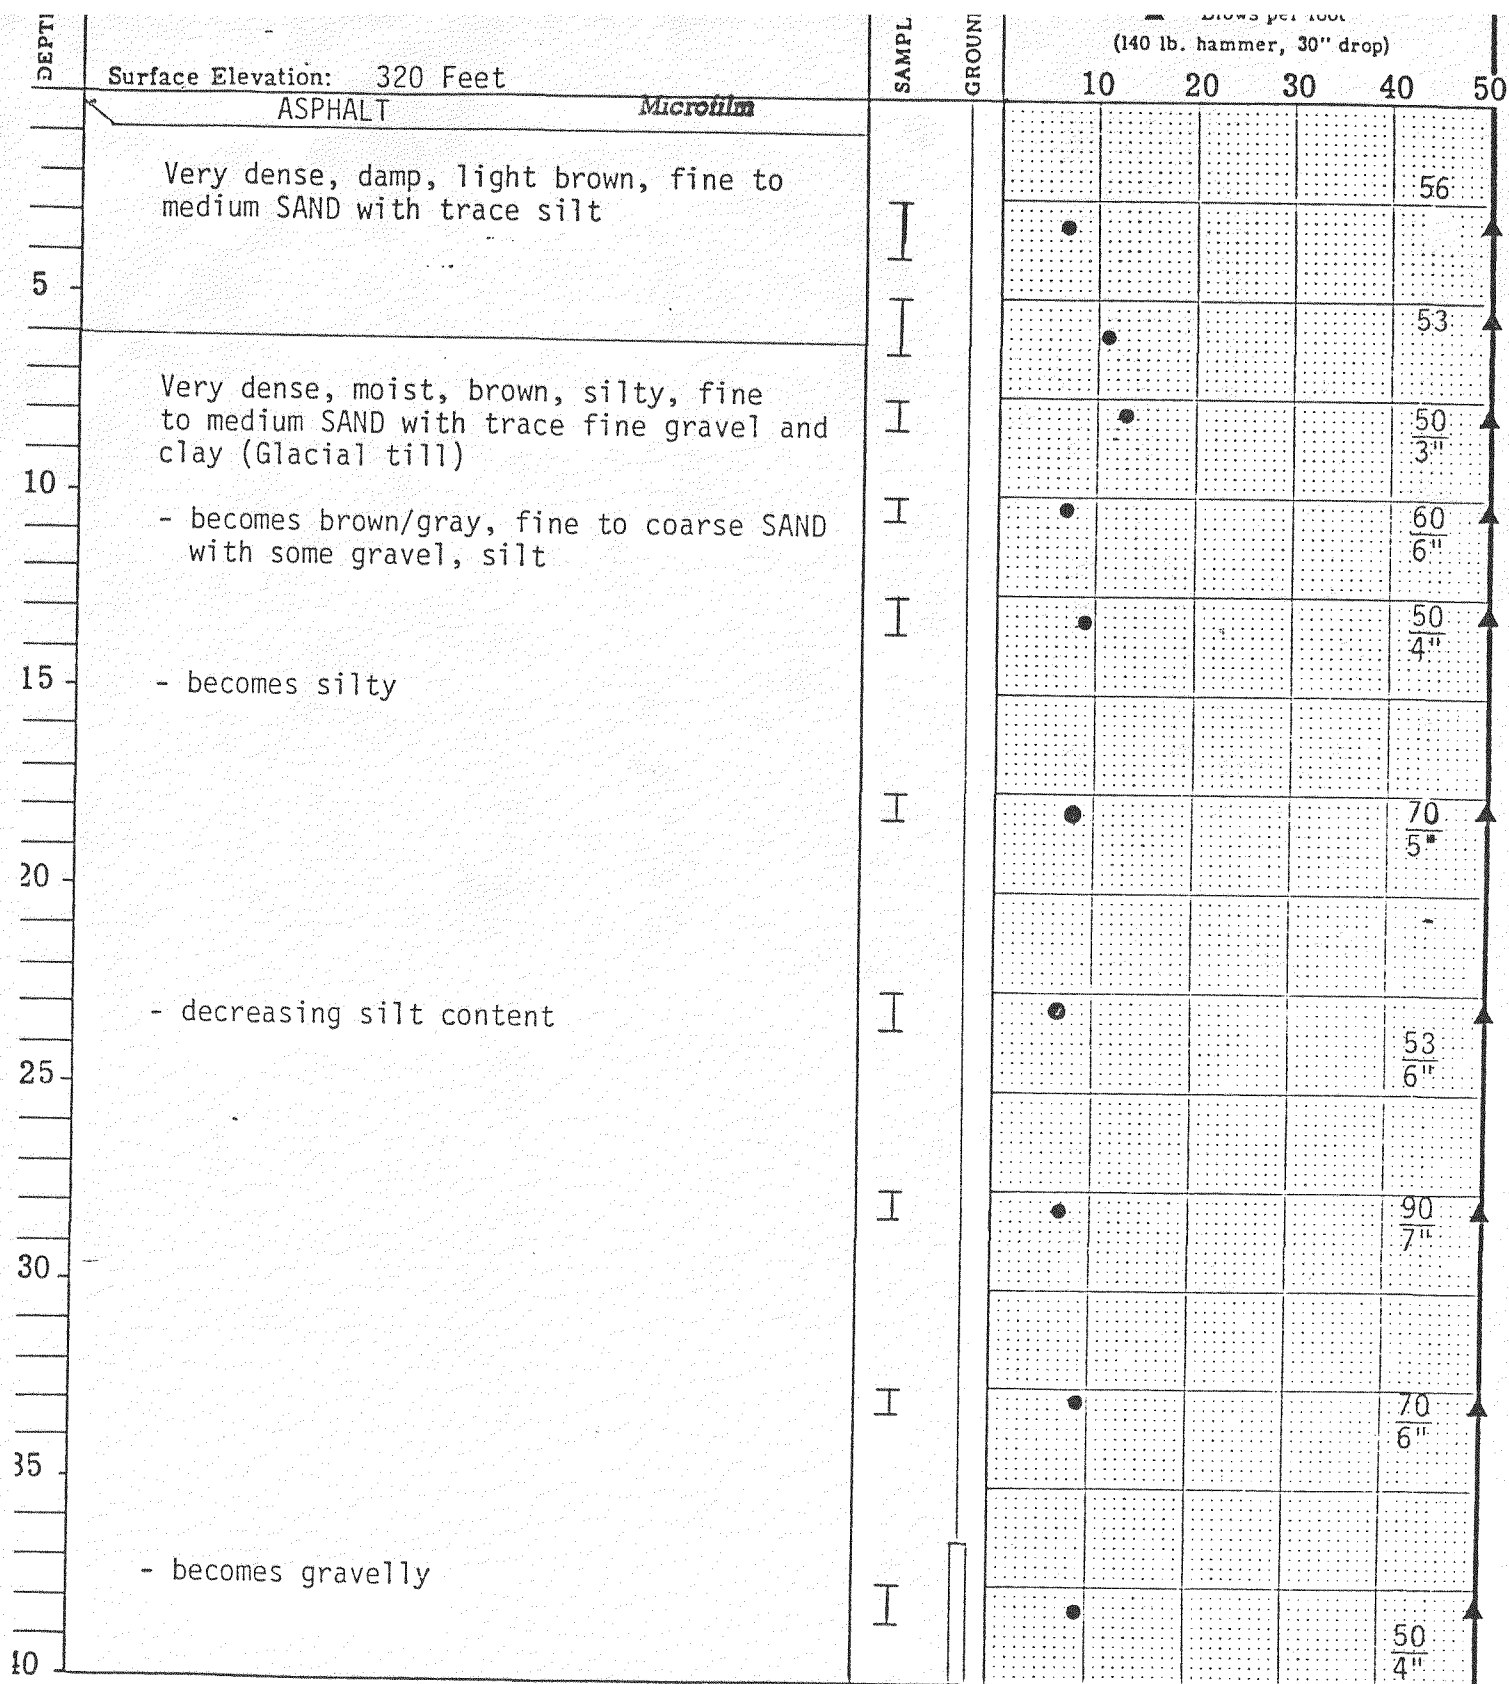 DEPT
SAMPL
GROUN
Blows per foot
(140 lb. hammer, 30" drop)
Surface Elevation: 320 Feet
10 20 30 40 50
ASPHALT Microfilm
Very dense, damp, light brown, fine to
medium SAND with trace silt
56
5
53
Very dense, moist, brown, silty, fine
to medium SAND with trace fine gravel and
clay (Glacial till)
50
3"
10
- becomes brown/gray, fine to coarse SAND
with some gravel, silt
60
6"
50
4"
15
- becomes silty
70
5"
20
- decreasing silt content
53
6"
25
90
7"
30
70
6"
35
- becomes gravelly
50
4"
40